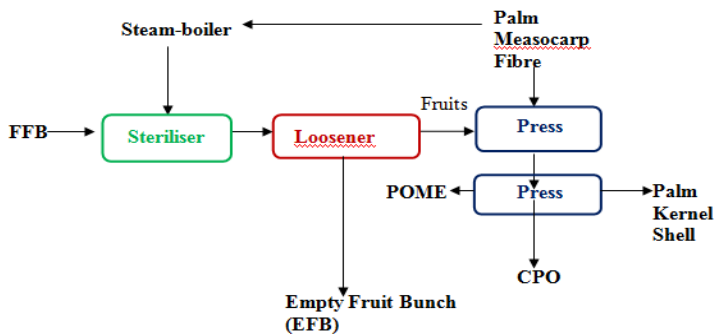 Steam-boiler
Palm
Measocarp
Fibre
FFB
Steriliser
Loosener
Fruits
Press
POME
Press
Palm
Kernel
Shell
CPO
Empty Fruit Bunch
(EFB)